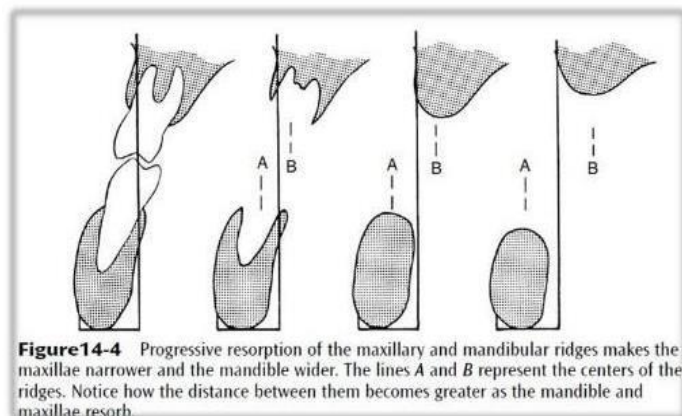 A
B
A
B
A
B
Figure14-4 Progressive resorption of the maxillary and mandibular ridges makes the
maxillae narrower and the mandible wider. The lines A and B represent the centers of the
ridges. Notice how the distance between them becomes greater as the mandible and
maxillae resorb.